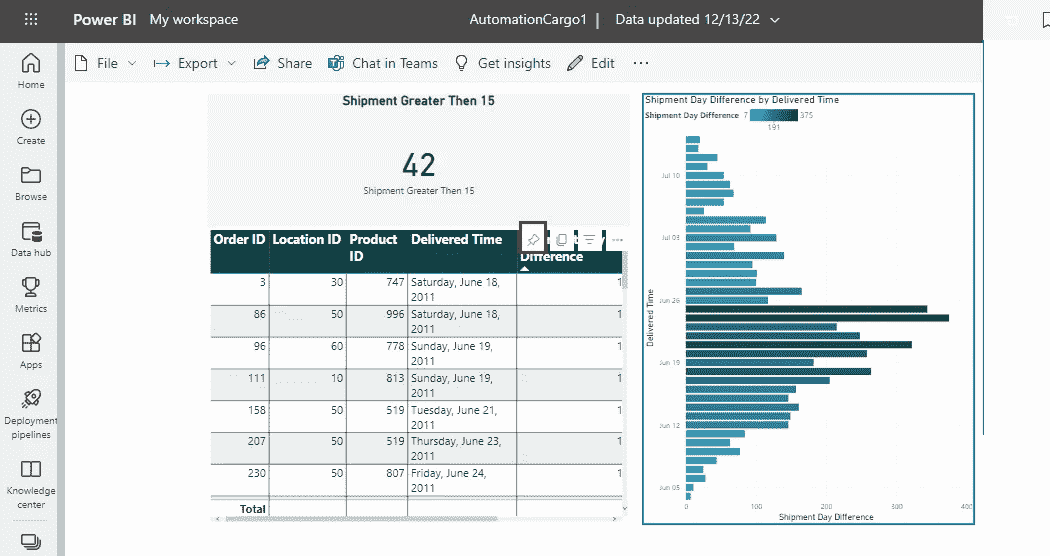 Power BI My workspace AutomationCargo1 | Data updated 12/13/22
File Export Share Chat in Teams Get insights Edit ...
Home
Create
Browse
Data hub
Metrics
Apps
Deployment
pipelines
Knowledge
center
Shipment Greater Then 15
42
Shipment Greater Then 15
Order ID Location ID Product ID Delivered Time Difference
3 30 747 Saturday, June 18, 2011 1
86 50 996 Saturday, June 18, 2011 1
96 60 778 Sunday, June 19, 2011 1
111 10 813 Sunday, June 19, 2011 1
158 50 519 Tuesday, June 21, 2011 1
207 50 519 Thursday, June 23, 2011 1
230 50 807 Friday, June 24, 2011 1
Total
Shipment Day Difference by Delivered Time
Shipment Day Difference 7 375
191
Delivered Time
Jul 10
Jul 03
Jun 26
Jun 19
Jun 12
Jun 05
0 100 200 300 400
Shipment Day Difference